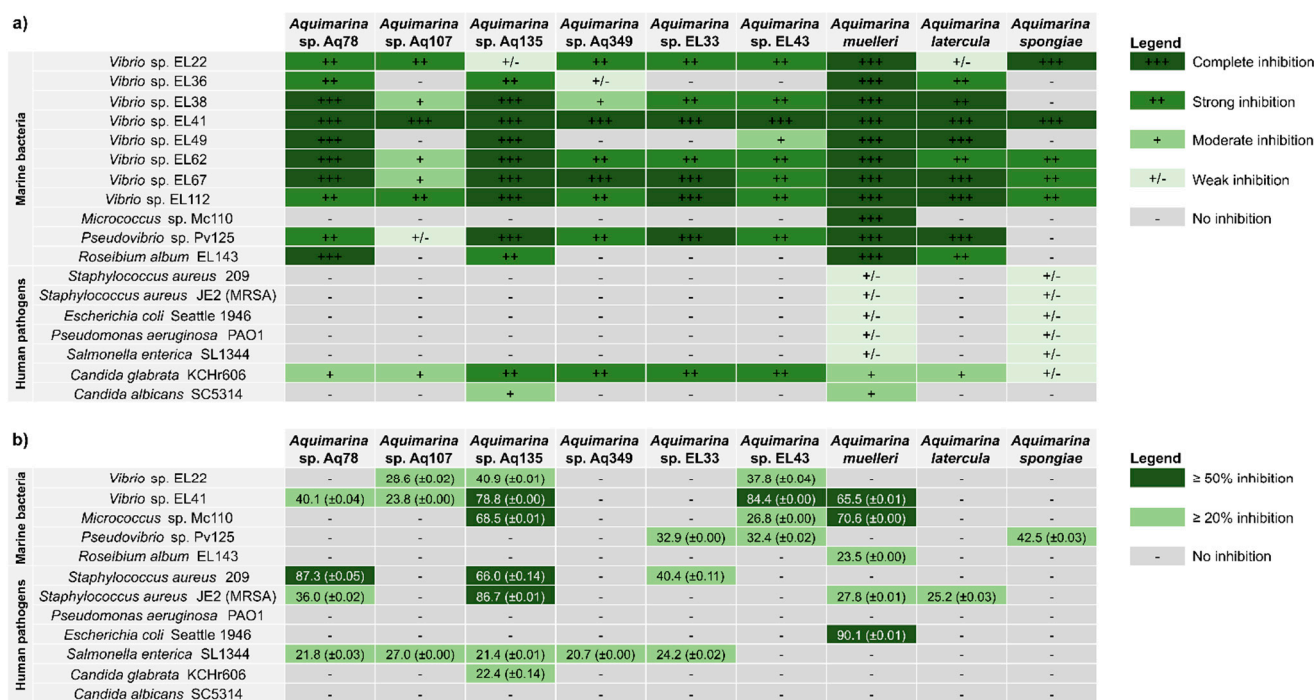 a)
Aquimarina sp. Aq78 Aquimarina sp. Aq107 Aquimarina sp. Aq135 Aquimarina sp. Aq349 Aquimarina sp. EL33 Aquimarina sp. EL43 Aquimarina muelleri Aquimarina latercula Aquimarina spongiae
Marine bacteria
Vibrio sp. EL22 ++ ++ +/- ++ ++ ++ +++ +/- +++
Vibrio sp. EL36 ++ - ++ +/- - - +++ ++ -
Vibrio sp. EL38 +++ + +++ + ++ ++ +++ ++ -
Vibrio sp. EL41 +++ +++ +++ +++ +++ +++ +++ +++ +++
Vibrio sp. EL49 +++ - +++ - - + +++ +++ -
Vibrio sp. EL62 +++ + +++ ++ ++ ++ +++ ++ ++
Vibrio sp. EL67 +++ + +++ +++ +++ ++ +++ +++ ++
Vibrio sp. EL112 ++ ++ +++ ++ +++ ++ +++ +++ ++
Micrococcus sp. Mc110 - - - - - - +++ - -
Pseudovibrio sp. Pv125 ++ +/- +++ ++ +++ ++ +++ +++ -
Roseibium album EL143 +++ - ++ - - - +++ ++ -
Human pathogens
Staphylococcus aureus 209 - - - - - - +/- - +/-
Staphylococcus aureus JE2 (MRSA) - - - - - - +/- - +/-
Escherichia coli Seattle 1946 - - - - - - +/- - +/-
Pseudomonas aeruginosa PAO1 - - - - - - +/- - +/-
Salmonella enterica SL1344 - - - - - - +/- - +/-
Candida glabrata KCHr606 + + ++ ++ ++ ++ + + +/-
Candida albicans SC5314 - - + - - - + - -
Legend
+++ Complete inhibition
++ Strong inhibition
+ Moderate inhibition
+/- Weak inhibition
- No inhibition
b)
Aquimarina sp. Aq78 Aquimarina sp. Aq107 Aquimarina sp. Aq135 Aquimarina sp. Aq349 Aquimarina sp. EL33 Aquimarina sp. EL43 Aquimarina muelleri Aquimarina latercula Aquimarina spongiae
Marine bacteria
Vibrio sp. EL22 - 28.6 (±0.02) 40.9 (±0.01) - - 37.8 (±0.04) - - -
Vibrio sp. EL41 40.1 (±0.04) 23.8 (±0.00) 78.8 (±0.00) - - 84.4 (±0.00) 65.5 (±0.01) - -
Micrococcus sp. Mc110 - - 68.5 (±0.01) - - 26.8 (±0.00) 70.6 (±0.00) - -
Pseudovibrio sp. Pv125 - - - - 32.9 (±0.00) 32.4 (±0.02) - - 42.5 (±0.03)
Roseibium album EL143 - - - - - - 23.5 (±0.00) - -
Human pathogens
Staphylococcus aureus 209 87.3 (±0.05) - 66.0 (±0.14) - 40.4 (±0.11) - - - -
Staphylococcus aureus JE2 (MRSA) 36.0 (±0.02) - 86.7 (±0.01) - - - 27.8 (±0.01) 25.2 (±0.03) -
Pseudomonas aeruginosa PAO1 - - - - - - - - -
Escherichia coli Seattle 1946 - - - - - - 90.1 (±0.01) - -
Salmonella enterica SL1344 21.8 (±0.03) 27.0 (±0.00) 21.4 (±0.01) 20.7 (±0.00) 24.2 (±0.02) - - - -
Candida glabrata KCHr606 - - 22.4 (±0.14) - - - - - -
Candida albicans SC5314 - - - - - - - - -
Legend
≥ 50% inhibition
≥ 20% inhibition
- No inhibition